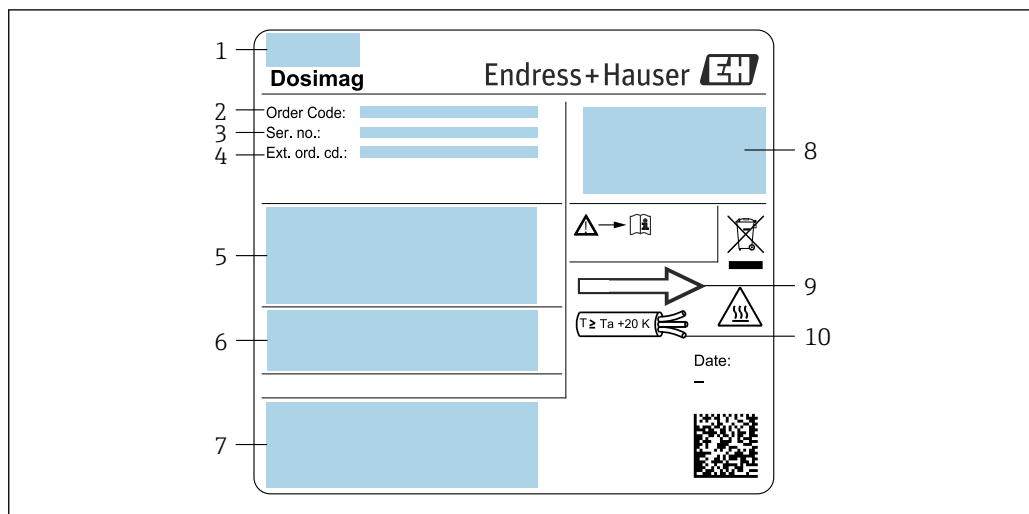 1
Dosimag
Endress+Hauser EH
2 Order Code:
3 Ser. no.:
4 Ext. ord. cd.:
8
5
9
6
T ≥ Ta +20 K
10
Date:
–
7